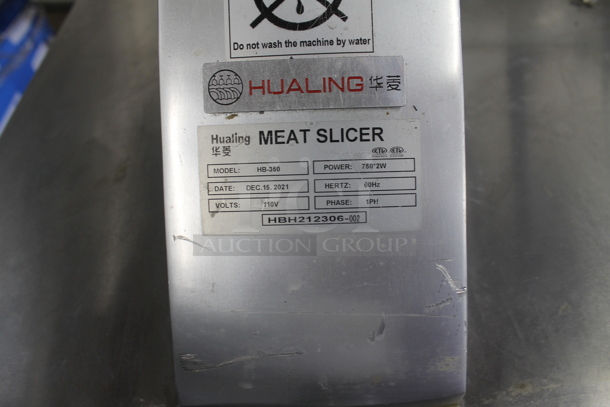 Do not wash the machine by water
HUALING 华菱
Hualing MEAT SLICER
华菱
MODEL: HB-350 POWER: 750*2W
DATE: DEC.15. 2021 HERTZ: 60Hz
VOLTS: 110V PHASE: 1PH
HBH212306-002
AUCTION GROUP